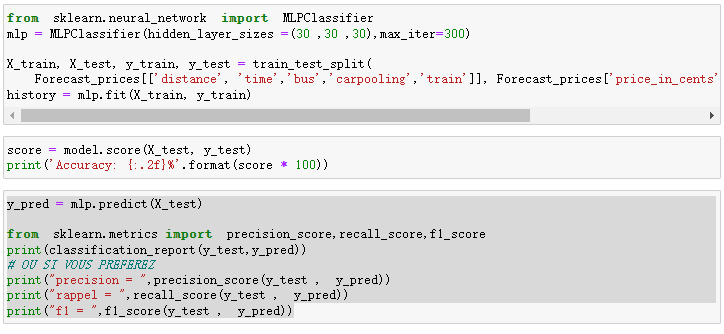 from sklearn.neural_network import MLPClassifier
mlp = MLPClassifier(hidden_layer_sizes =(30 ,30 ,30),max_iter=300)
X_train, X_test, y_train, y_test = train_test_split(
    Forecast_prices[['distance', 'time','bus','carpooling','train']], Forecast_prices['price_in_cents'
history = mlp.fit(X_train, y_train)
score = model.score(X_test, y_test)
print('Accuracy: {:.2f}%'.format(score * 100))
y_pred = mlp.predict(X_test)
from sklearn.metrics import precision_score,recall_score,f1_score
print(classification_report(y_test,y_pred))
# OU SI VOUS PREFEREZ
print("precision = ",precision_score(y_test , y_pred))
print("rappel = ",recall_score(y_test , y_pred))
print("f1 = ",f1_score(y_test , y_pred))